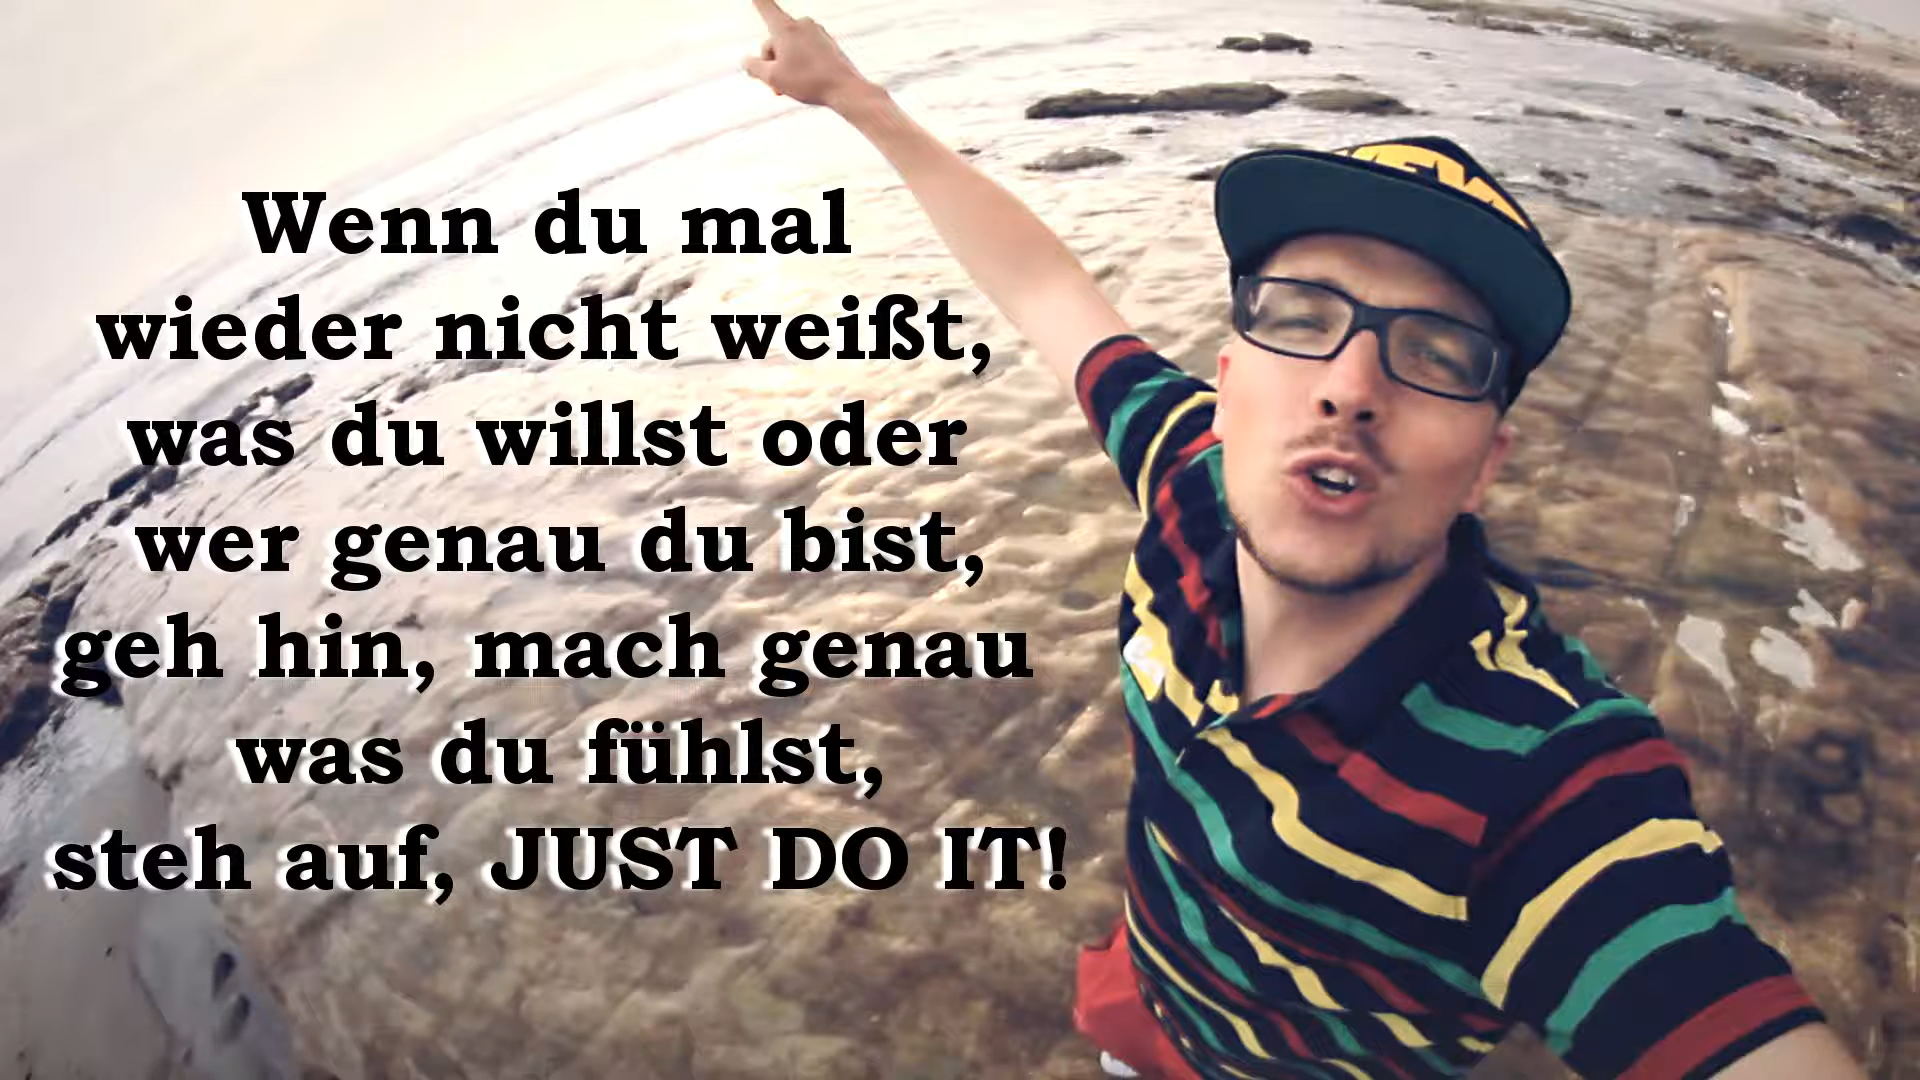 Wenn du mal
wieder nicht weißt,
was du willst oder
wer genau du bist,
geh hin, mach genau
was du fühlst,
steh auf, JUST DO IT!